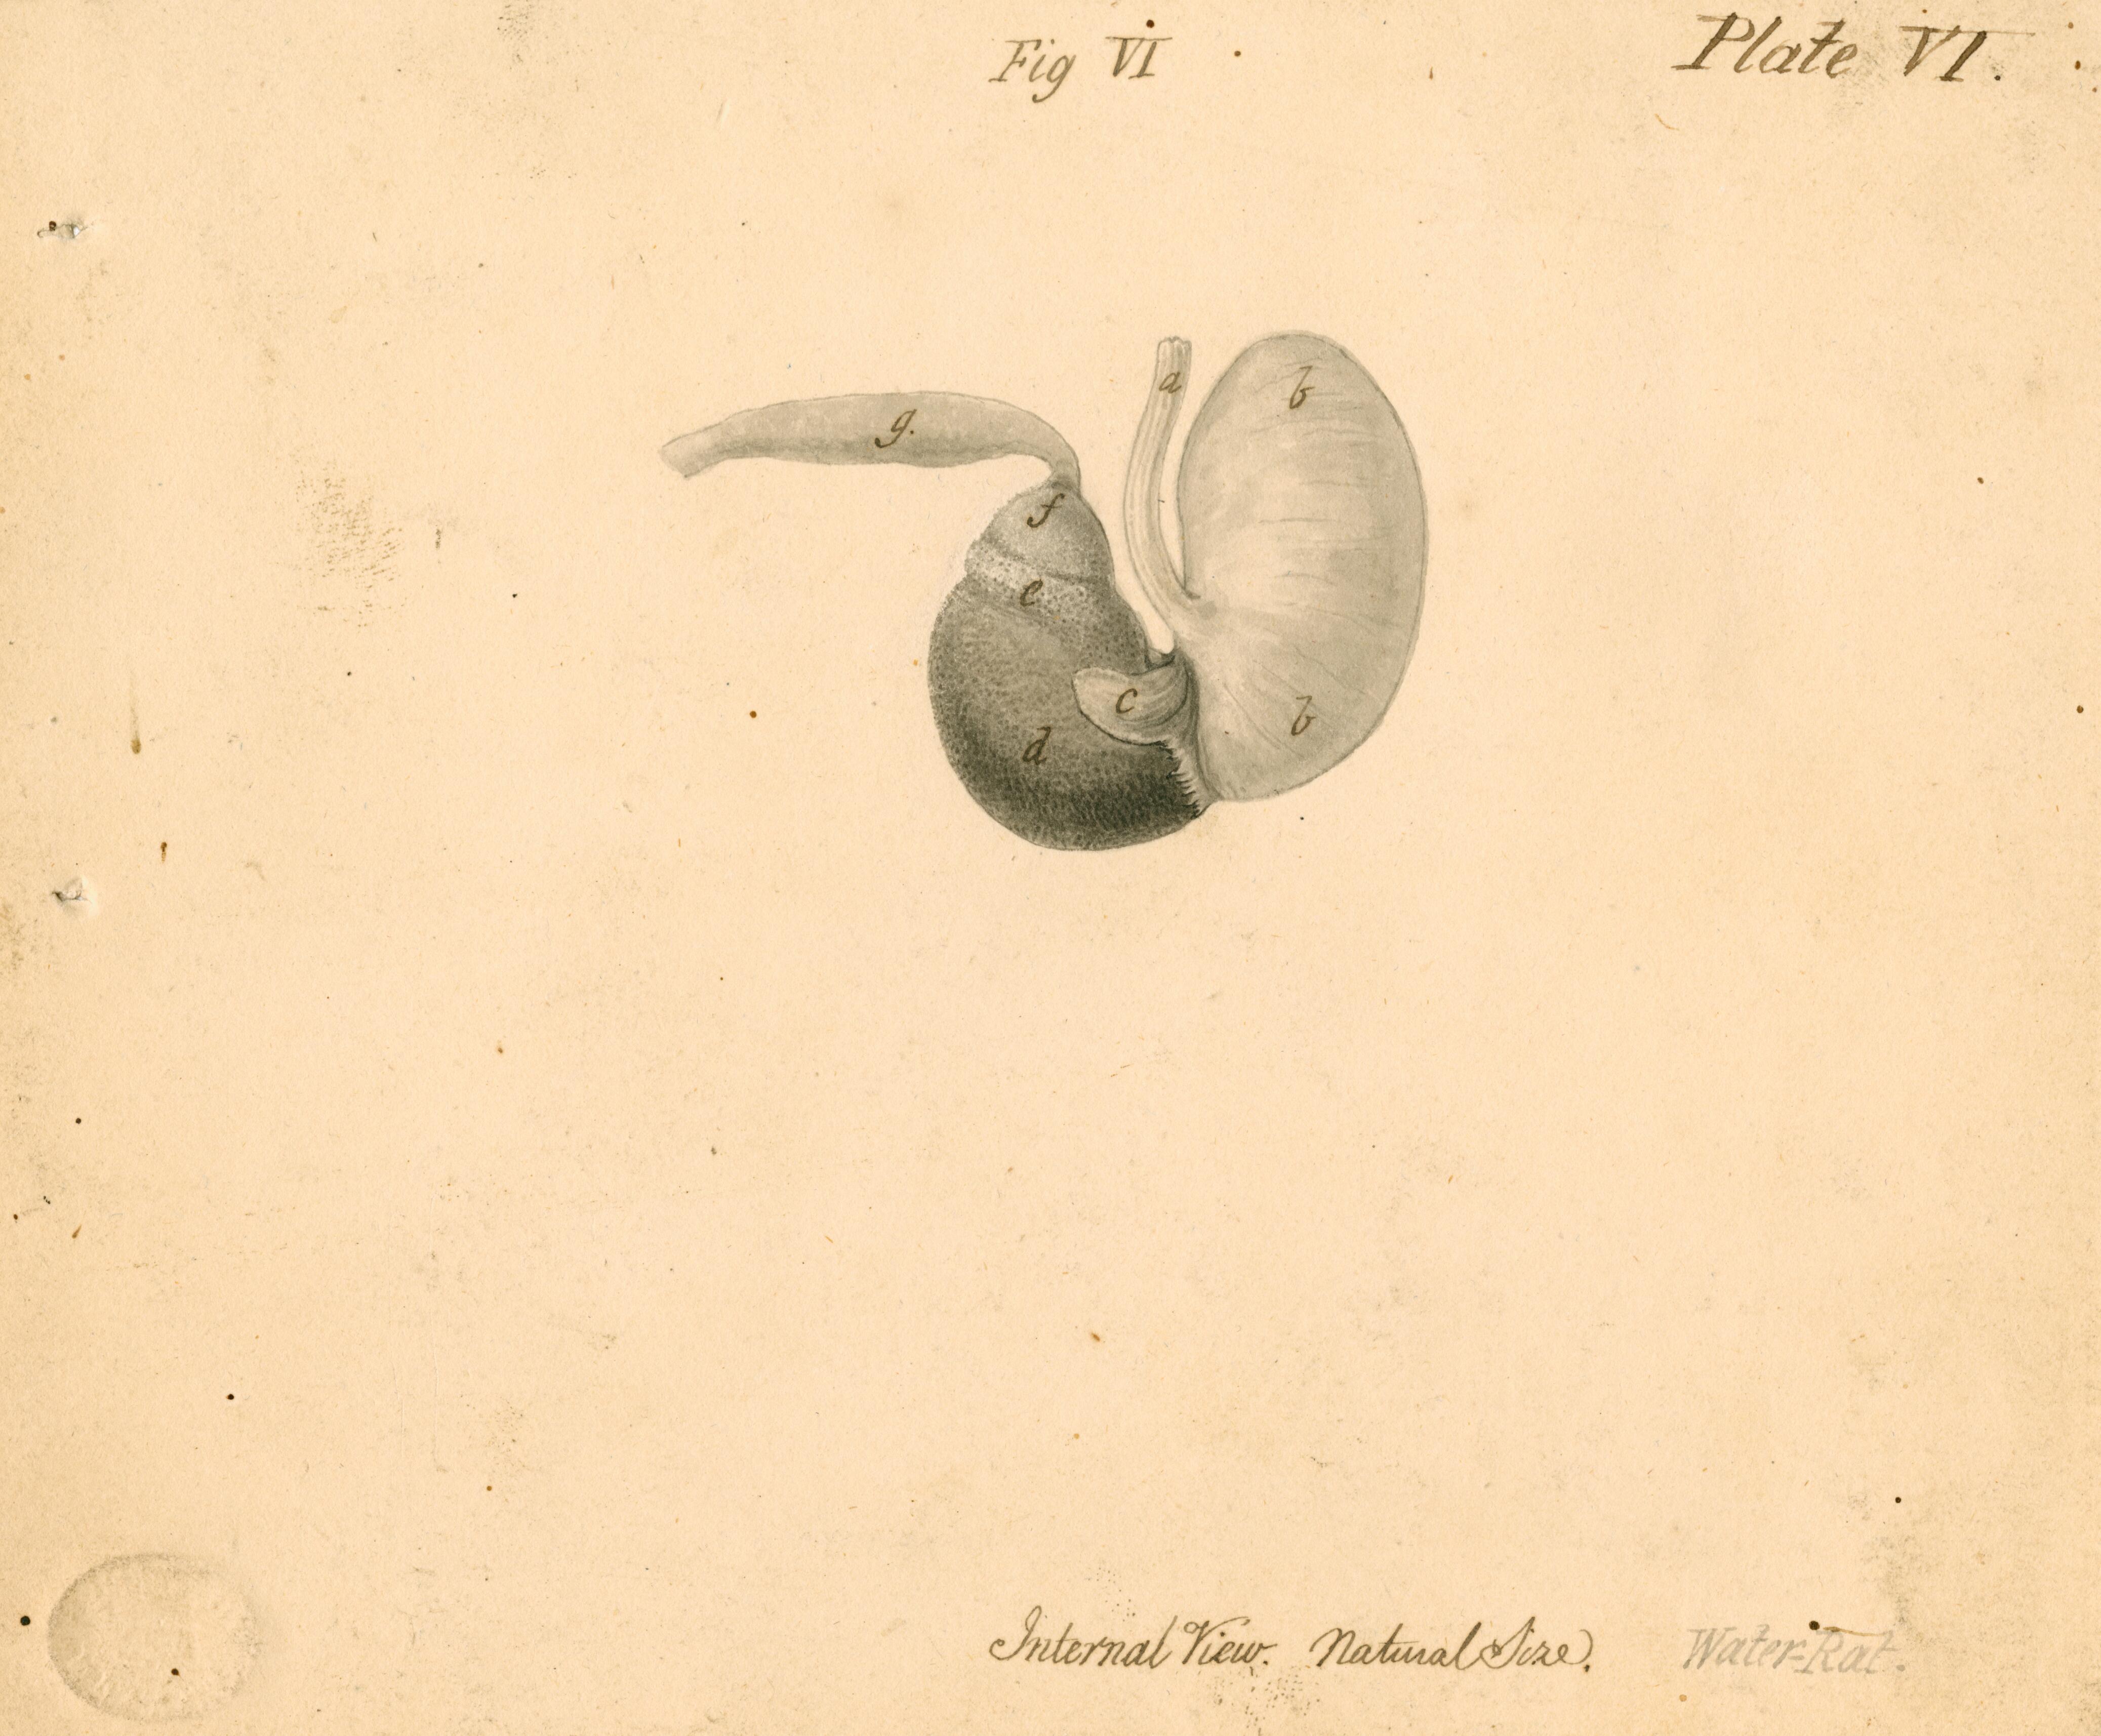 Fig VI
Plate VI.
a
b
g.
f
e
c
b
d
Internal View. Natural Size. Water-Rat.